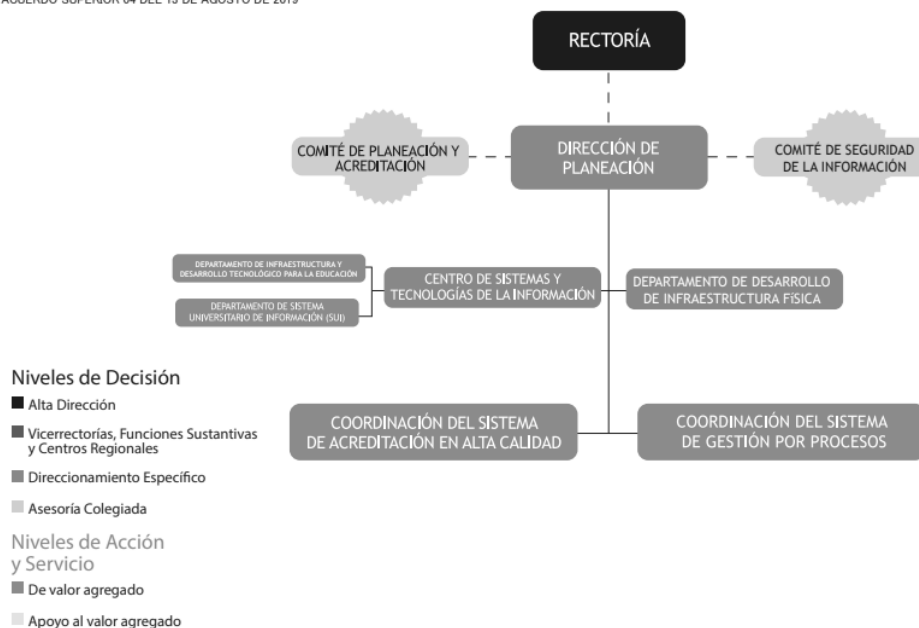 ACUERDO SUPERIOR 04 DEL 15 DE AGOSTO DE 2019
RECTORÍA
COMITÉ DE PLANEACIÓN Y
ACREDITACIÓN
DIRECCIÓN DE
PLANEACIÓN
COMITÉ DE SEGURIDAD
DE LA INFORMACIÓN
DEPARTAMENTO DE INFRAESTRUCTURA Y
DESARROLLO TECNOLÓGICO PARA LA EDUCACIÓN
DEPARTAMENTO DE SISTEMA
UNIVERSITARIO DE INFORMACIÓN (SUI)
CENTRO DE SISTEMAS Y
TECNOLOGÍAS DE LA INFORMACIÓN
DEPARTAMENTO DE DESARROLLO
DE INFRAESTRUCTURA FíSICA
COORDINACIÓN DEL SISTEMA
DE ACREDITACIÓN EN ALTA CALIDAD
COORDINACIÓN DEL SISTEMA
DE GESTIÓN POR PROCESOS
Niveles de Decisión
Alta Dirección
Vicerrectorías, Funciones Sustantivas
y Centros Regionales
Direccionamiento Específico
Asesoría Colegiada
Niveles de Acción
y Servicio
De valor agregado
Apoyo al valor agregado